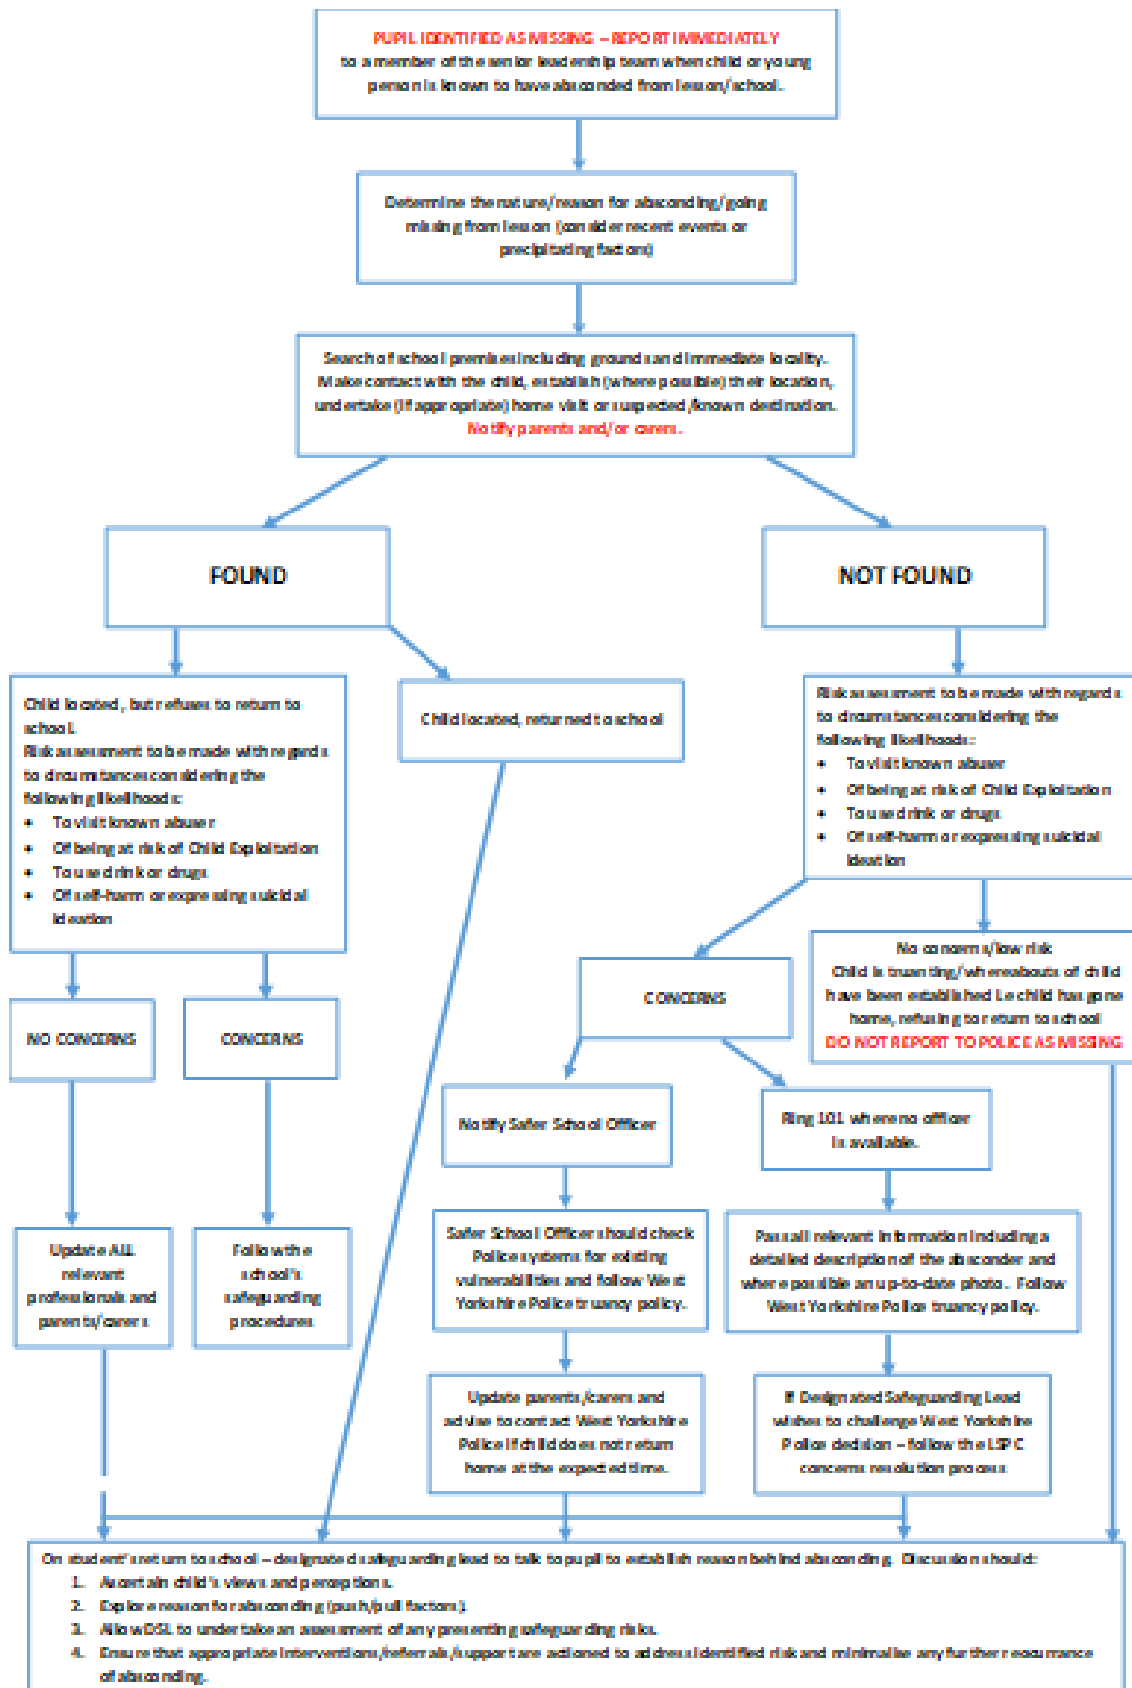 PUPIL IDENTIFIED AS MISSING – REPORT IMMEDIATELY
to a member of the senior leadership team when child or young
person is known to have absconded from lesson/school.
Determine the nature/reason for absconding/going
missing from lesson (consider recent events or
precipitating factors)
Search of school premises including grounds and immediate locality.
Make contact with the child, establish (where possible) their location,
undertake (if appropriate) home visit or suspected/known destination.
Notify parents and/or carers.
FOUND
NOT FOUND
Child located, but refuses to return to
school.
Risk assessment to be made with regards
to circumstances considering the
following likelihoods:
• To visit known abuser
• Of being at risk of Child Exploitation
• To use drink or drugs
• Of self-harm or expressing suicidal
ideation
Child located, returned to school
Risk assessment to be made with regards
to circumstances considering the
following likelihoods:
• To visit known abuser
• Of being at risk of Child Exploitation
• To use drink or drugs
• Of self-harm or expressing suicidal
ideation
NO CONCERNS
CONCERNS
CONCERNS
No concerns/low risk
Child is truanting/whereabouts of child
have been established i.e child has gone
home, refusing to return to school
DO NOT REPORT TO POLICE AS MISSING
Notify Safer School Officer
Ring 101 where no officer
is available.
Update ALL
relevant
professionals and
parents/carers
Follow the
school's
safeguarding
procedures
Safer School Officer should check
Police systems for existing
vulnerabilities and follow West
Yorkshire Police truancy policy.
Pass all relevant information including a
detailed description of the absconder and
where possible an up-to-date photo. Follow
West Yorkshire Police truancy policy.
Update parents/carers and
advise to contact West Yorkshire
Police if child does not return
home at the expected time.
If Designated Safeguarding Lead
wishes to challenge West Yorkshire
Police decision – follow the LSPC
concerns resolution process
On student's return to school – designated safeguarding lead to talk to pupil to establish reason behind absconding. Discussion should:
1. Ascertain child's views and perceptions.
2. Explore reason for absconding (push/pull factors)
3. Allow DSL to undertake an assessment of any presenting safeguarding risks.
4. Ensure that appropriate interventions/referrals/support are actioned to address identified risk and minimalise any further reoccurrance
of absconding.